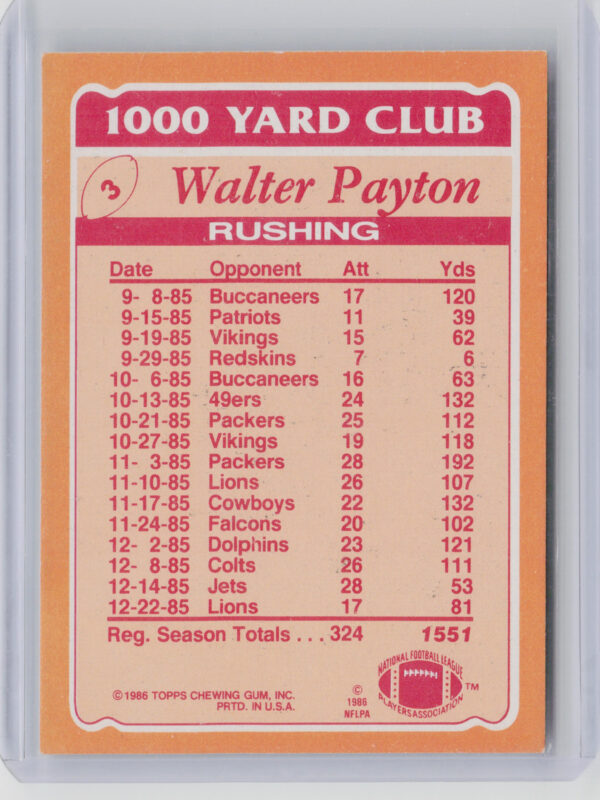 1000 YARD CLUB
3
Walter Payton
RUSHING
Date Opponent Att Yds
9- 8-85 Buccaneers 17 120
9-15-85 Patriots 11 39
9-19-85 Vikings 15 62
9-29-85 Redskins 7 6
10- 6-85 Buccaneers 16 63
10-13-85 49ers 24 132
10-21-85 Packers 25 112
10-27-85 Vikings 19 118
11- 3-85 Packers 28 192
11-10-85 Lions 26 107
11-17-85 Cowboys 22 132
11-24-85 Falcons 20 102
12- 2-85 Dolphins 23 121
12- 8-85 Colts 26 111
12-14-85 Jets 28 53
12-22-85 Lions 17 81
Reg. Season Totals . . . 324 1551
©1986 TOPPS CHEWING GUM, INC.
PRTD. IN U.S.A.
©
1986
NFLPA
NATIONAL FOOTBALL LEAGUE
PLAYERS ASSOCIATION
™